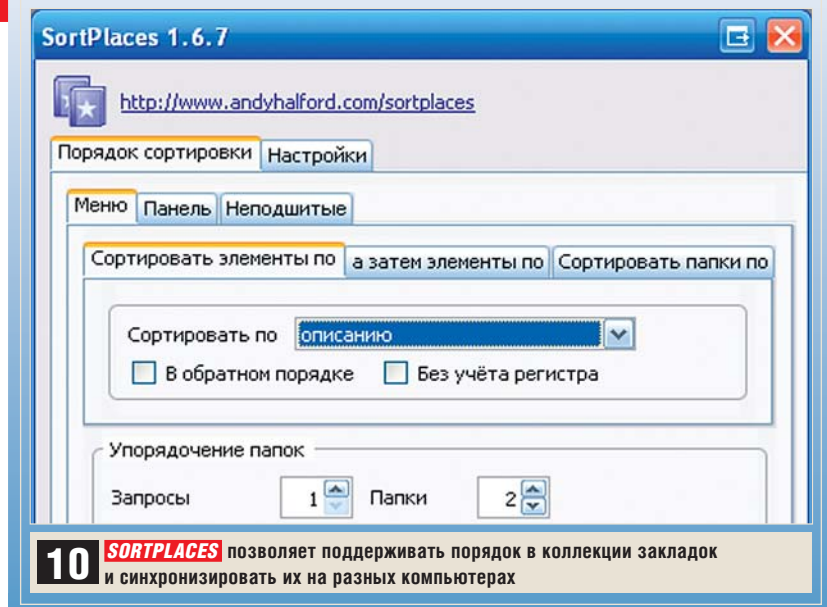 SortPlaces 1.6.7
http://www.andyhalford.com/sortplaces
Порядок сортировки Настройки
Меню Панель Неподшитые
Сортировать элементы по а затем элементы по Сортировать папки по
Сортировать по описанию
В обратном порядке Без учёта регистра
Упорядочение папок
Запросы 1 Папки 2
10 SORTPLACES позволяет поддерживать порядок в коллекции закладок
и синхронизировать их на разных компьютерах